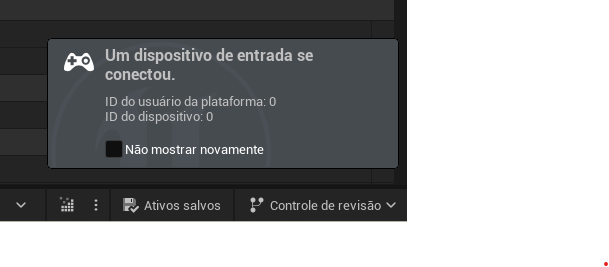 Um dispositivo de entrada se
conectou.
ID do usuário da plataforma: 0
ID do dispositivo: 0
Não mostrar novamente
Ativos salvos
Controle de revisão